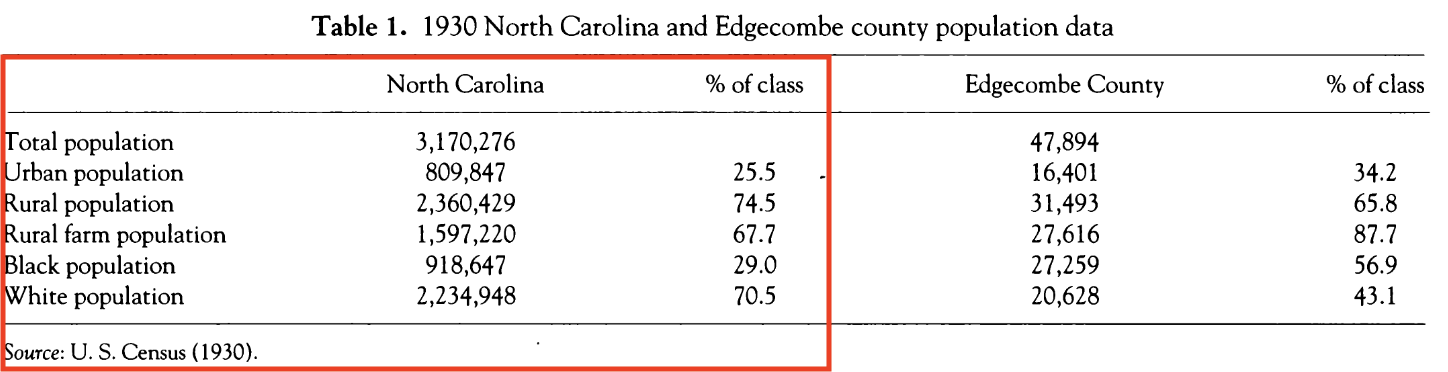 Table 1. 1930 North Carolina and Edgecombe county population data
North Carolina % of class Edgecombe County % of class
Total population 3,170,276 47,894
Urban population 809,847 25.5 16,401 34.2
Rural population 2,360,429 74.5 31,493 65.8
Rural farm population 1,597,220 67.7 27,616 87.7
Black population 918,647 29.0 27,259 56.9
White population 2,234,948 70.5 20,628 43.1
Source: U. S. Census (1930).